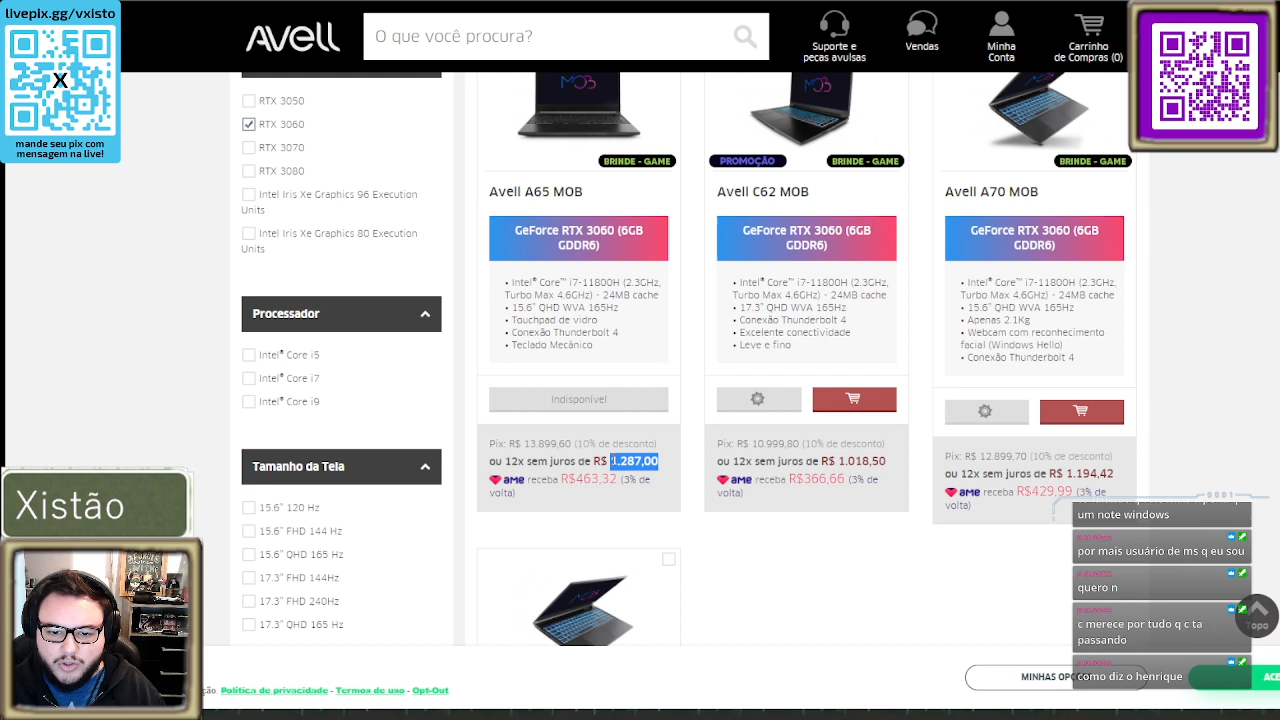 livepix.gg/vxisto
X
mande seu pix com
mensagem na live!
Avell
O que você procura?
Suporte e
peças avulsas
Vendas
Minha
Conta
Carrinho
de Compras (0)
RTX 3050
RTX 3060
RTX 3070
RTX 3080
Intel Iris Xe Graphics 96 Execution
Units
Intel Iris Xe Graphics 80 Execution
Units
Processador
Intel® Core i5
Intel® Core i7
Intel® Core i9
Tamanho da Tela
15.6" 120 Hz
15.6" FHD 144 Hz
15.6" QHD 165 Hz
17.3" FHD 144Hz
17.3" FHD 240Hz
17.3" QHD 165 Hz
MOB
BRINDE - GAME
Avell A65 MOB
GeForce RTX 3060 (6GB
GDDR6)
• Intel® Core™ i7-11800H (2.3GHz,
Turbo Max 4.6GHz) - 24MB cache
• 15.6" QHD WVA 165Hz
• Touchpad de vidro
• Conexão Thunderbolt 4
• Teclado Mecânico
Indisponível
Pix: R$ 13.899,60 (10% de desconto)
ou 12x sem juros de R$ 1.287,00
AME receba R$463,32 (3% de
volta)
MOB
PROMOÇÃO
BRINDE - GAME
Avell C62 MOB
GeForce RTX 3060 (6GB
GDDR6)
• Intel® Core™ i7-11800H (2.3GHz,
Turbo Max 4.6GHz) - 24MB cache
• 17.3" QHD WVA 165Hz
• Conexão Thunderbolt 4
• Excelente conectividade
• Leve e fino
Pix: R$ 10.999,80 (10% de desconto)
ou 12x sem juros de R$ 1.018,50
AME receba R$366,66 (3% de
volta)
MOB
BRINDE - GAME
Avell A70 MOB
GeForce RTX 3060 (6GB
GDDR6)
• Intel® Core™ i7-11800H (2.3GHz,
Turbo Max 4.6GHz) - 24MB cache
• 15.6" QHD WVA 165Hz
• Apenas 2.1Kg
• Webcam com reconhecimento
facial (Windows Hello)
• Conexão Thunderbolt 4
Pix: R$ 12.899,70 (10% de desconto)
ou 12x sem juros de R$ 1.194,42
AME receba R$429,99 (3% de
volta)
Xistão
0001
um note windows
por mais usuário de ms q eu sou
quero n
c merece por tudo q c ta
passando
como diz o henrique
Topo
Política de privacidade - Termos de uso - Opt-Out
MINHAS OPÇ
ACE